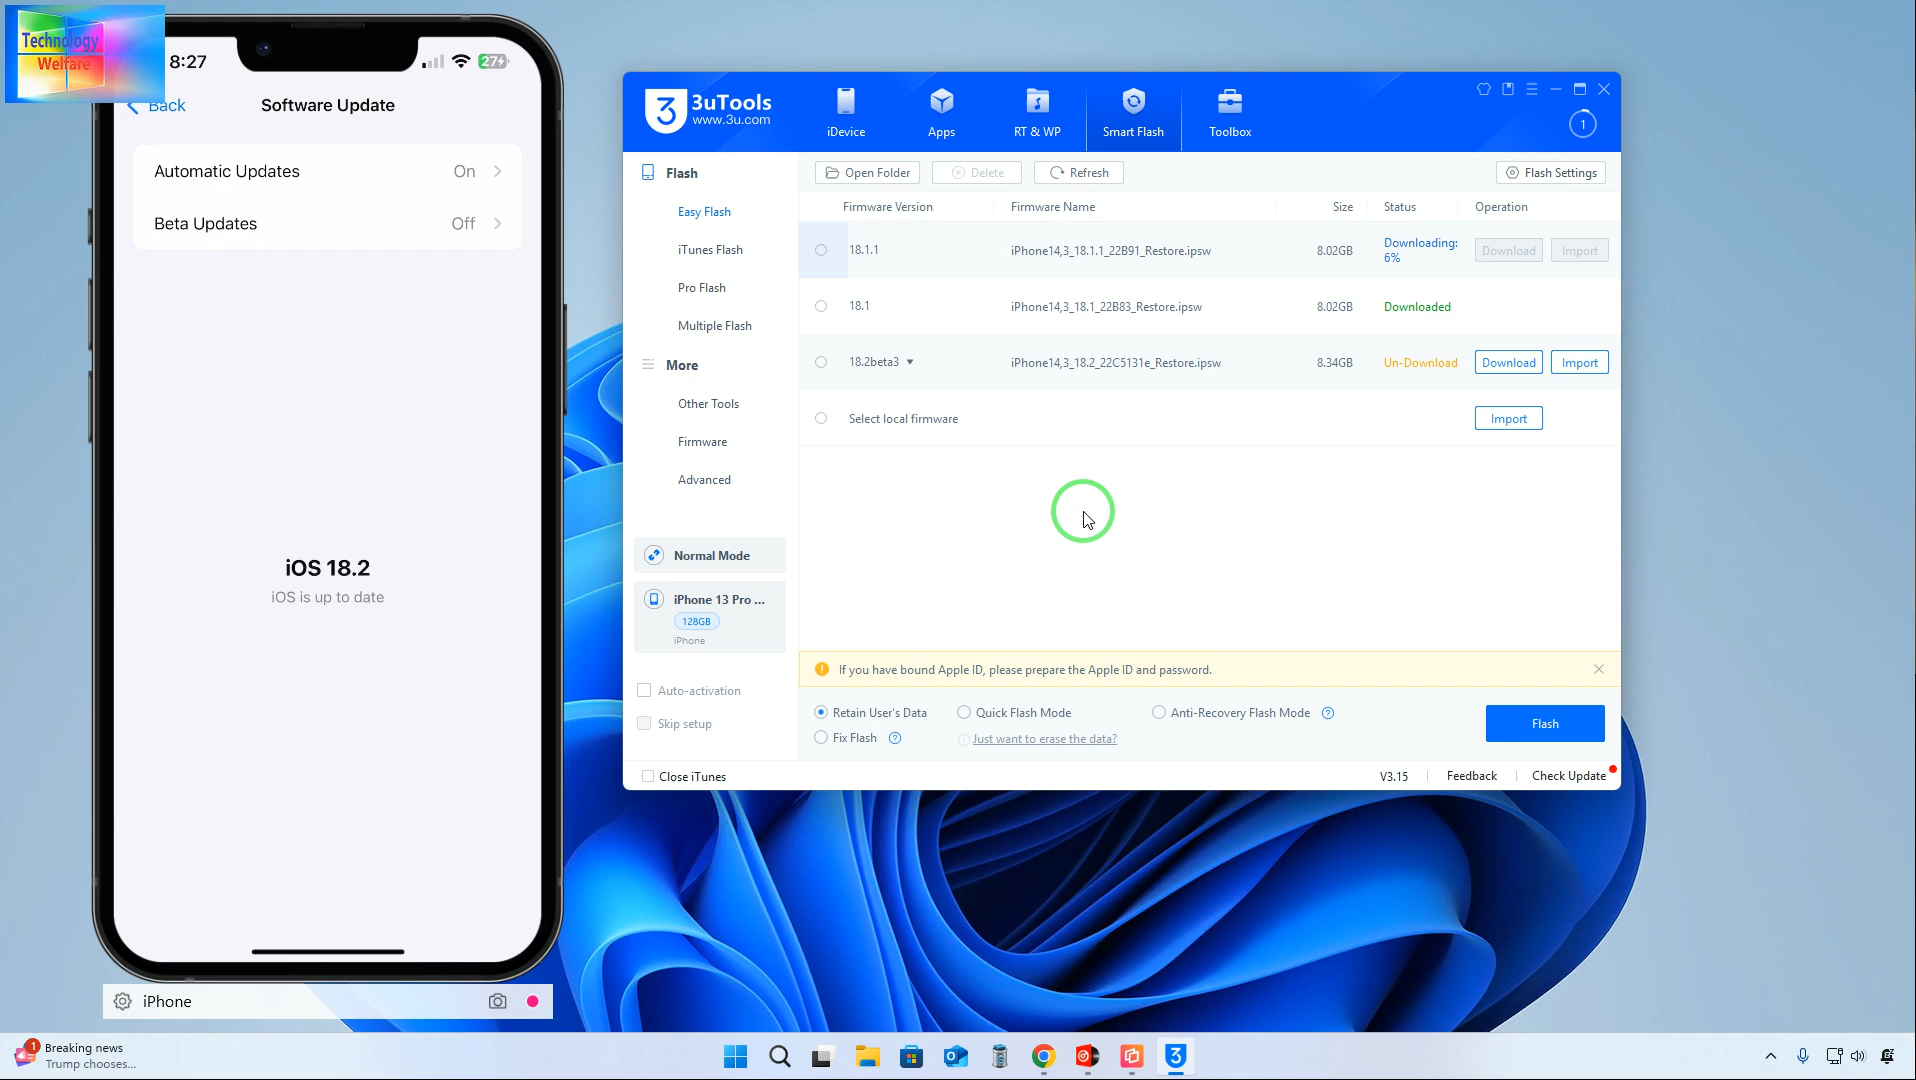 Technology
Welfare
8:27
27
Back
Software Update
Automatic Updates On
Beta Updates Off
iOS 18.2
iOS is up to date
iPhone
3 3uTools
www.3u.com
iDevice
Apps
RT & WP
Smart Flash
Toolbox
1
Flash
Easy Flash
iTunes Flash
Pro Flash
Multiple Flash
More
Other Tools
Firmware
Advanced
Normal Mode
iPhone 13 Pro ...
128GB
iPhone
Auto-activation
Skip setup
Close iTunes
Open Folder Delete Refresh Flash Settings
Firmware Version Firmware Name Size Status Operation
18.1.1 iPhone14,3_18.1.1_22B91_Restore.ipsw 8.02GB Downloading: 6% Download Import
18.1 iPhone14,3_18.1_22B83_Restore.ipsw 8.02GB Downloaded
18.2beta3 iPhone14,3_18.2_22C5131e_Restore.ipsw 8.34GB Un-Download Download Import
Select local firmware Import
If you have bound Apple ID, please prepare the Apple ID and password.
Retain User's Data Quick Flash Mode Anti-Recovery Flash Mode
Fix Flash Just want to erase the data?
Flash
V3.15 Feedback Check Update
1 Breaking news
Trump chooses...
3